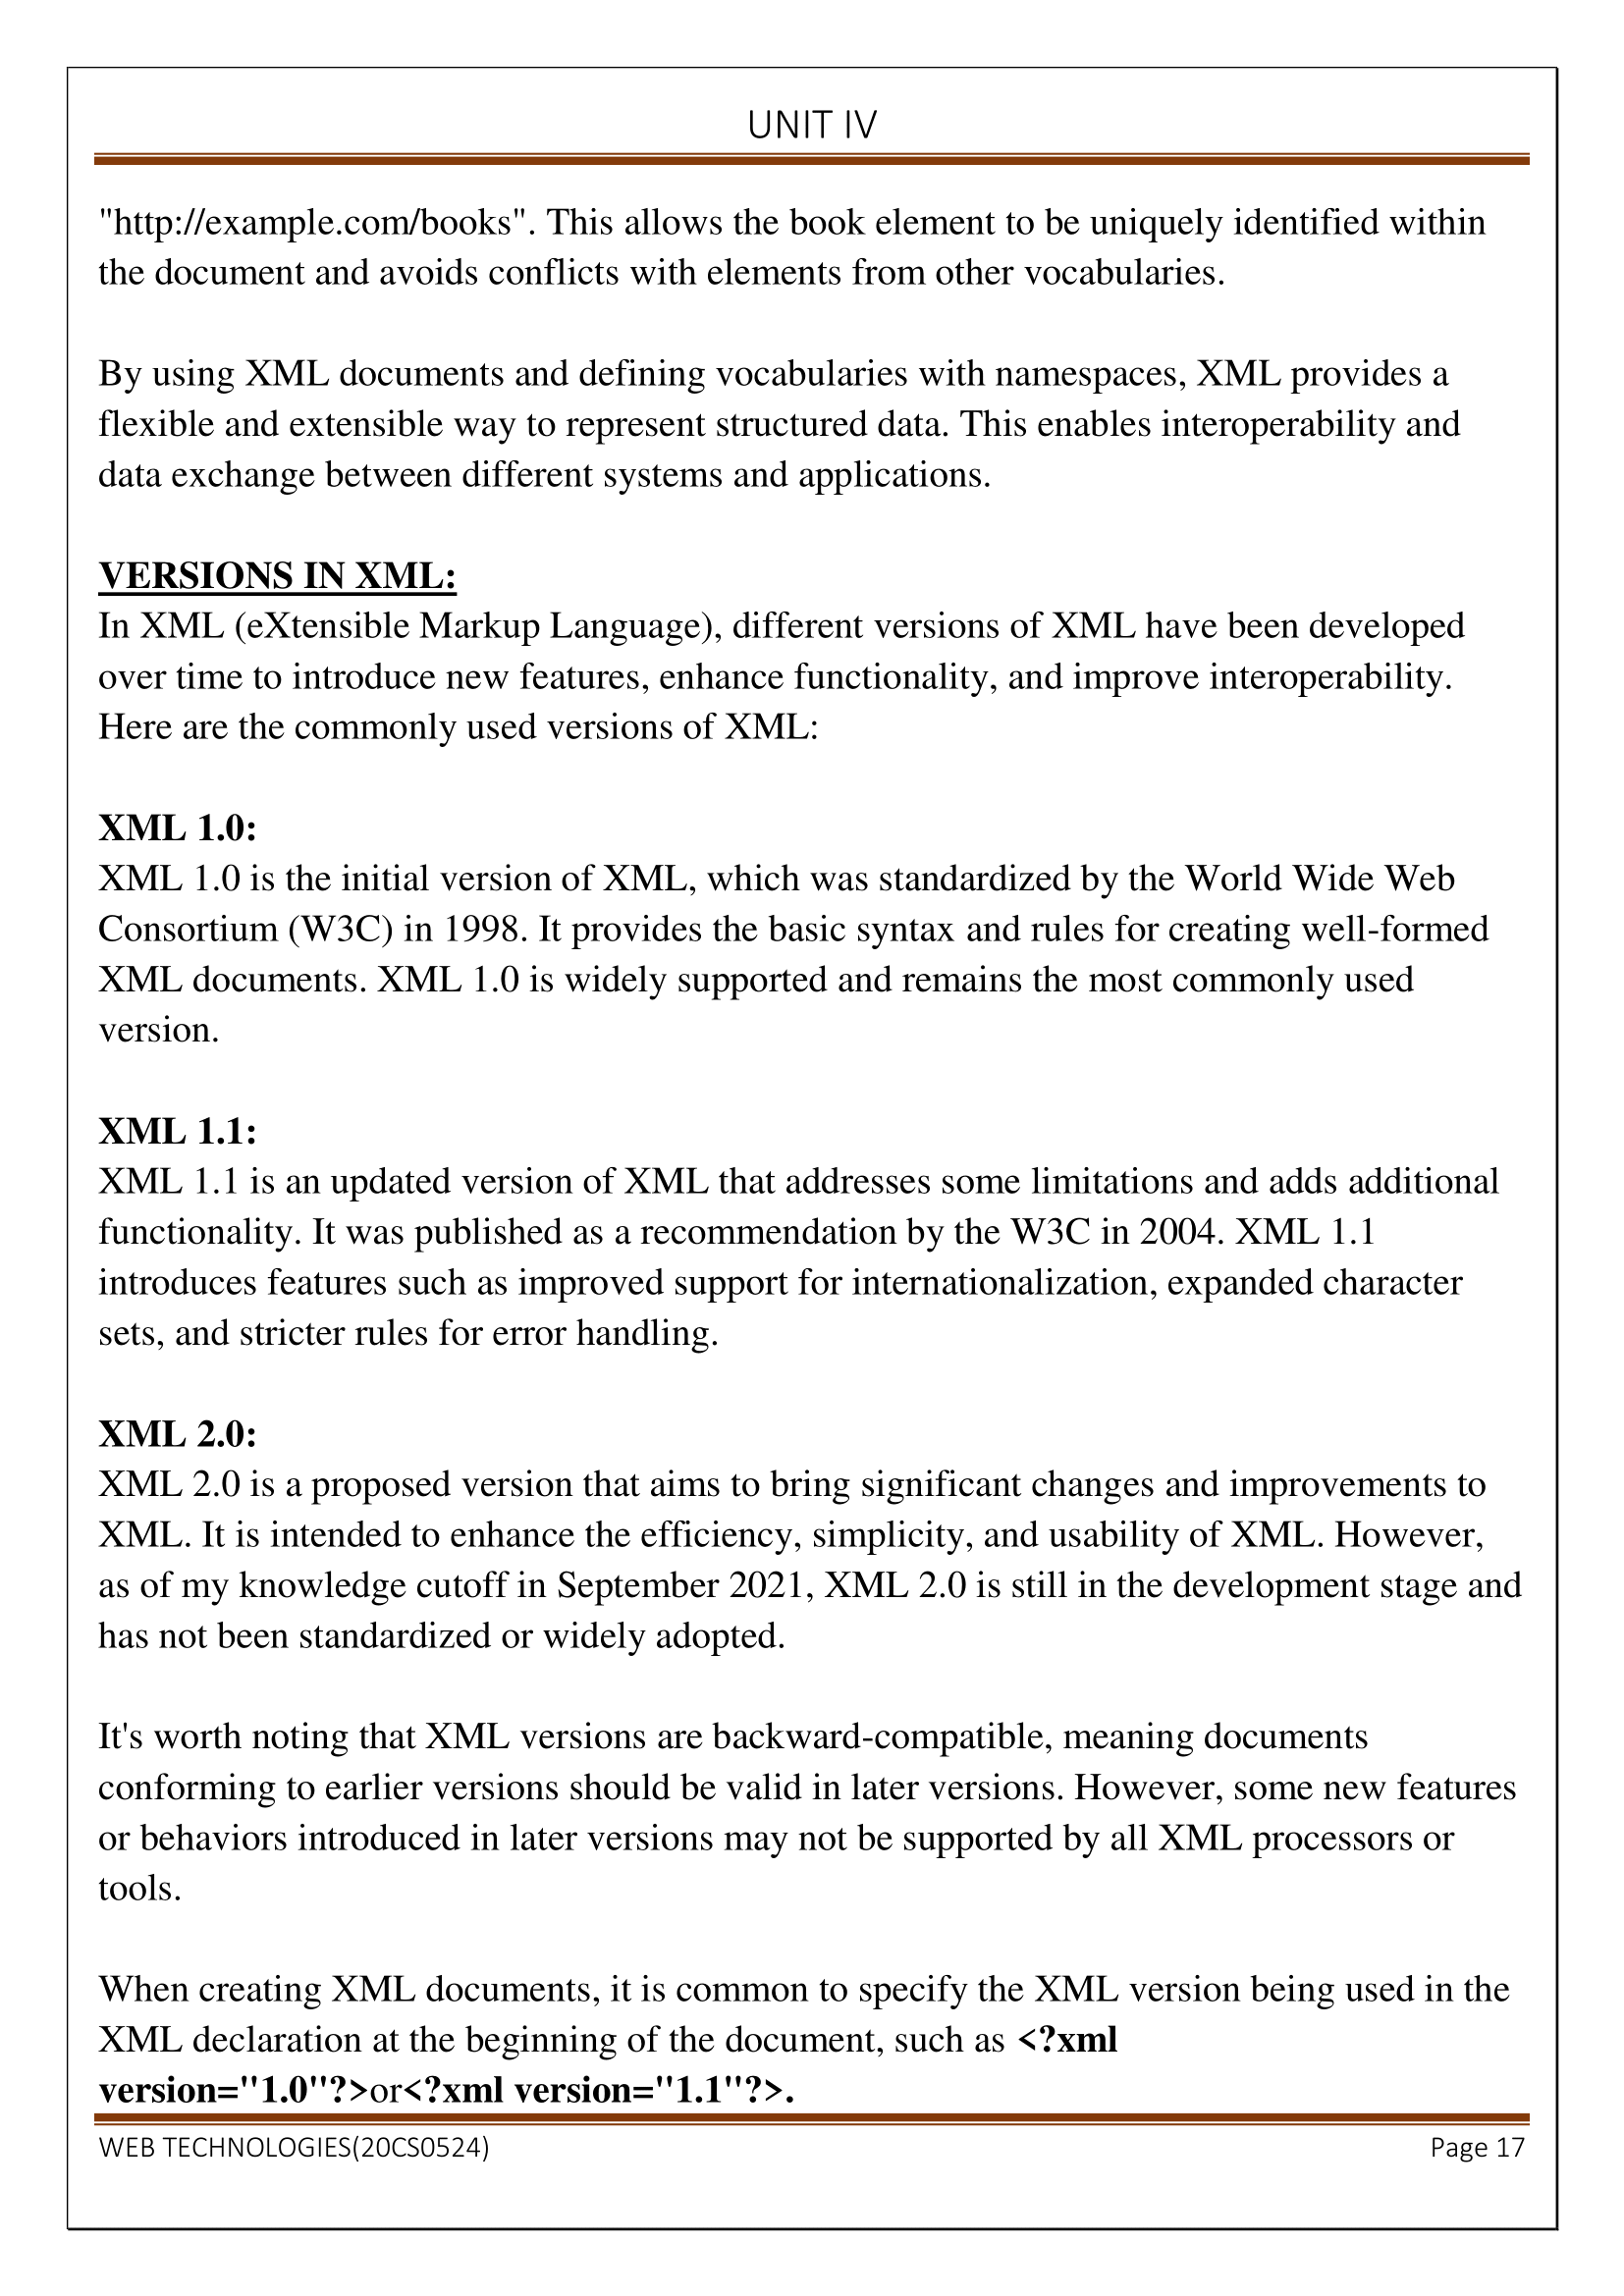 UNIT IV
"http://example.com/books". This allows the book element to be uniquely identified within
the document and avoids conflicts with elements from other vocabularies.
By using XML documents and defining vocabularies with namespaces, XML provides a
flexible and extensible way to represent structured data. This enables interoperability and
data exchange between different systems and applications.
VERSIONS IN XML:
In XML (eXtensible Markup Language), different versions of XML have been developed
over time to introduce new features, enhance functionality, and improve interoperability.
Here are the commonly used versions of XML:
XML 1.0:
XML 1.0 is the initial version of XML, which was standardized by the World Wide Web
Consortium (W3C) in 1998. It provides the basic syntax and rules for creating well-formed
XML documents. XML 1.0 is widely supported and remains the most commonly used
version.
XML 1.1:
XML 1.1 is an updated version of XML that addresses some limitations and adds additional
functionality. It was published as a recommendation by the W3C in 2004. XML 1.1
introduces features such as improved support for internationalization, expanded character
sets, and stricter rules for error handling.
XML 2.0:
XML 2.0 is a proposed version that aims to bring significant changes and improvements to
XML. It is intended to enhance the efficiency, simplicity, and usability of XML. However,
as of my knowledge cutoff in September 2021, XML 2.0 is still in the development stage and
has not been standardized or widely adopted.
It's worth noting that XML versions are backward-compatible, meaning documents
conforming to earlier versions should be valid in later versions. However, some new features
or behaviors introduced in later versions may not be supported by all XML processors or
tools.
When creating XML documents, it is common to specify the XML version being used in the
XML declaration at the beginning of the document, such as <?xml
version="1.0"?>or<?xml version="1.1"?>.
WEB TECHNOLOGIES(20CS0524) Page 17